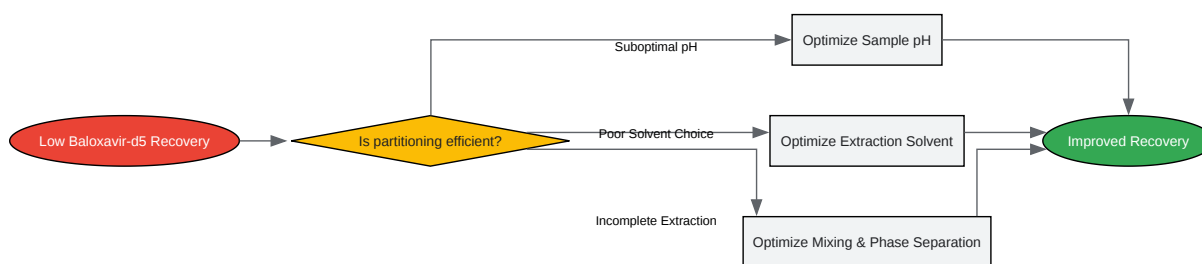 Suboptimal pH
Optimize Sample pH
Low Baloxavir-d5 Recovery
Is partitioning efficient?
Poor Solvent Choice
Optimize Extraction Solvent
Improved Recovery
Incomplete Extraction
Optimize Mixing & Phase Separation